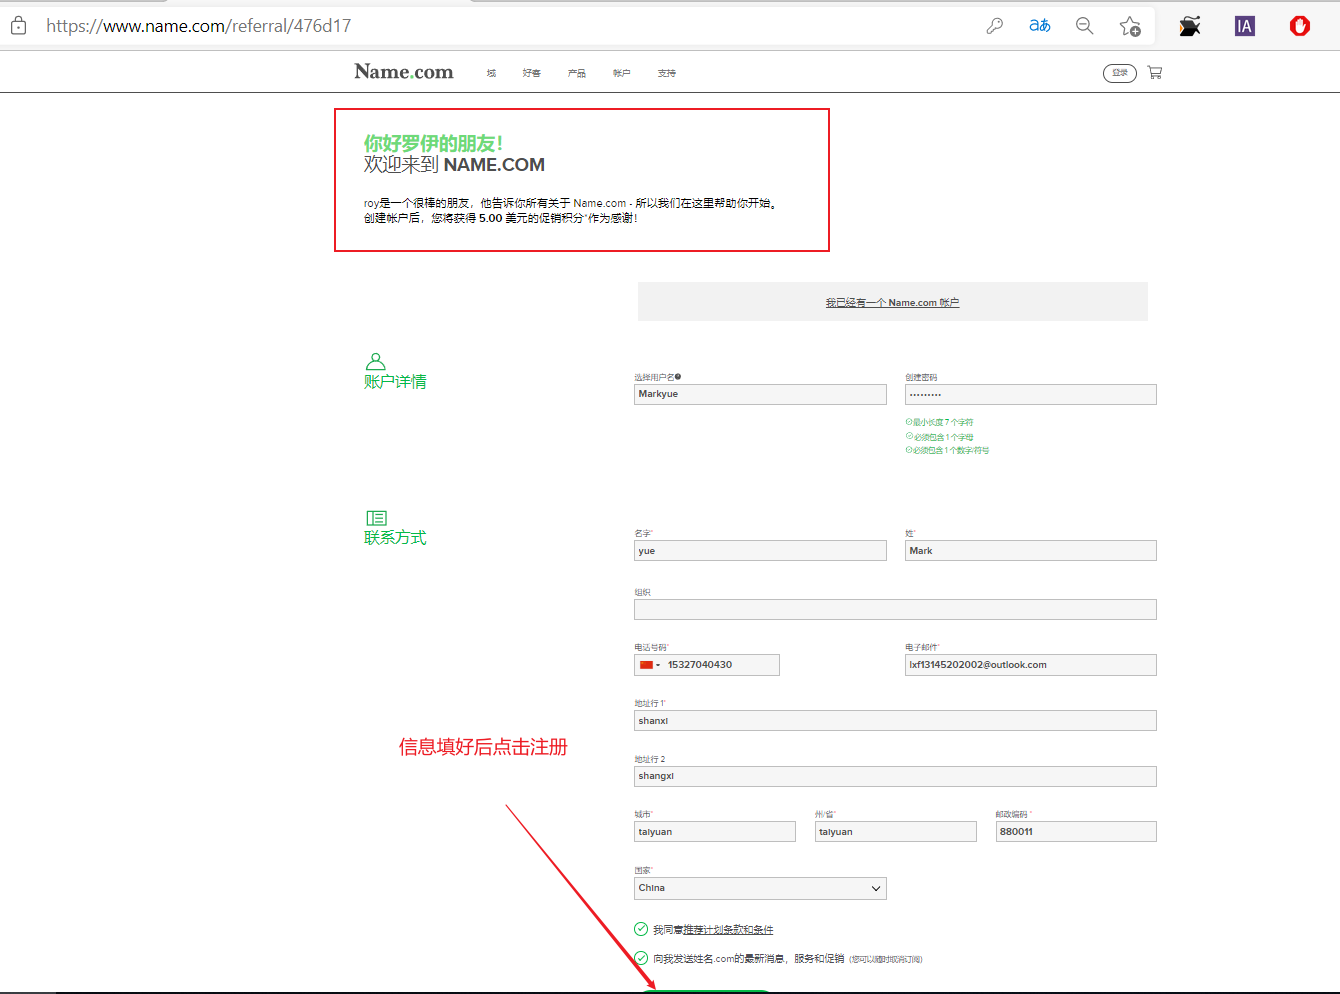 https://www.name.com/referral/476d17
aあ
IA
Name.com
域
好客
产品
帐户
支持
登录
你好罗伊的朋友！
欢迎来到 NAME.COM
roy是一个很棒的朋友，他告诉你所有关于 Name.com - 所以我们在这里帮助你开始。
创建帐户后，您将获得 5.00 美元的促销积分*作为感谢！
我已经有一个 Name.com 帐户
账户详情
选择用户名
创建密码
Markyue
•••••••••
最小长度 7 个字符
必须包含 1 个字母
必须包含 1 个数字/符号
联系方式
名字*
姓*
yue
Mark
组织
电话号码*
电子邮件*
15327040430
lxf13145202002@outlook.com
地址行 1*
shanxi
地址行 2
shangxi
城市*
州/省*
邮政编码 *
taiyuan
taiyuan
880011
国家*
China
我同意推荐计划条款和条件
向我发送姓名.com的最新消息，服务和促销 (您可以随时取消订阅)
信息填好后点击注册